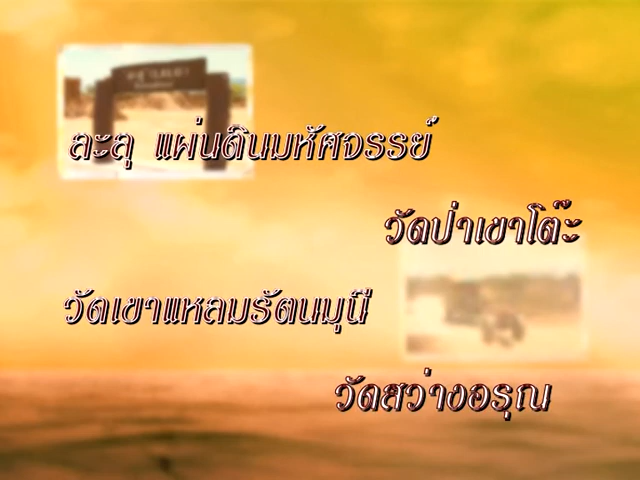 ละลุ แผ่นดินมหัศจรรย์
วัดป่าเขาโต๊ะ
วัดเขาแหลมรัตนมุนี
วัดสว่างอรุณ